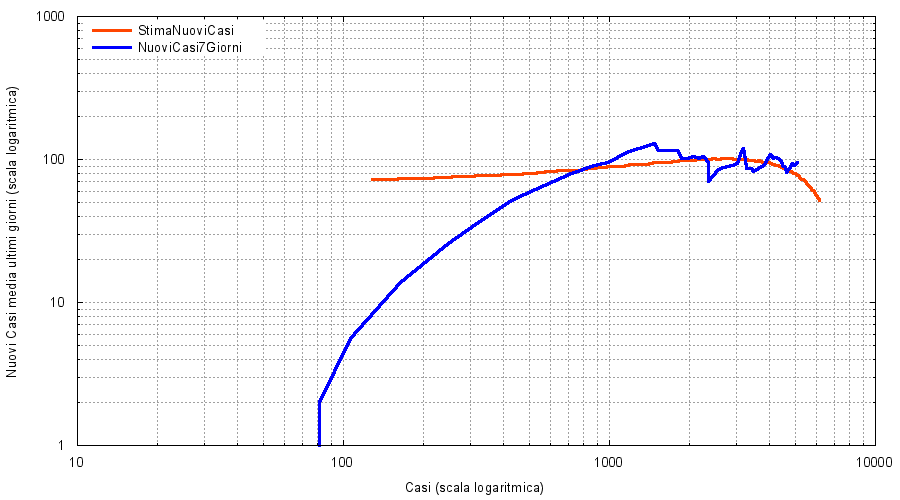 1000
StimaNuoviCasi
NuoviCasi7Giorni
100
10
1
Nuovi Casi media ultimi giorni (scala logaritmica)
10
100
1000
10000
Casi (scala logaritmica)